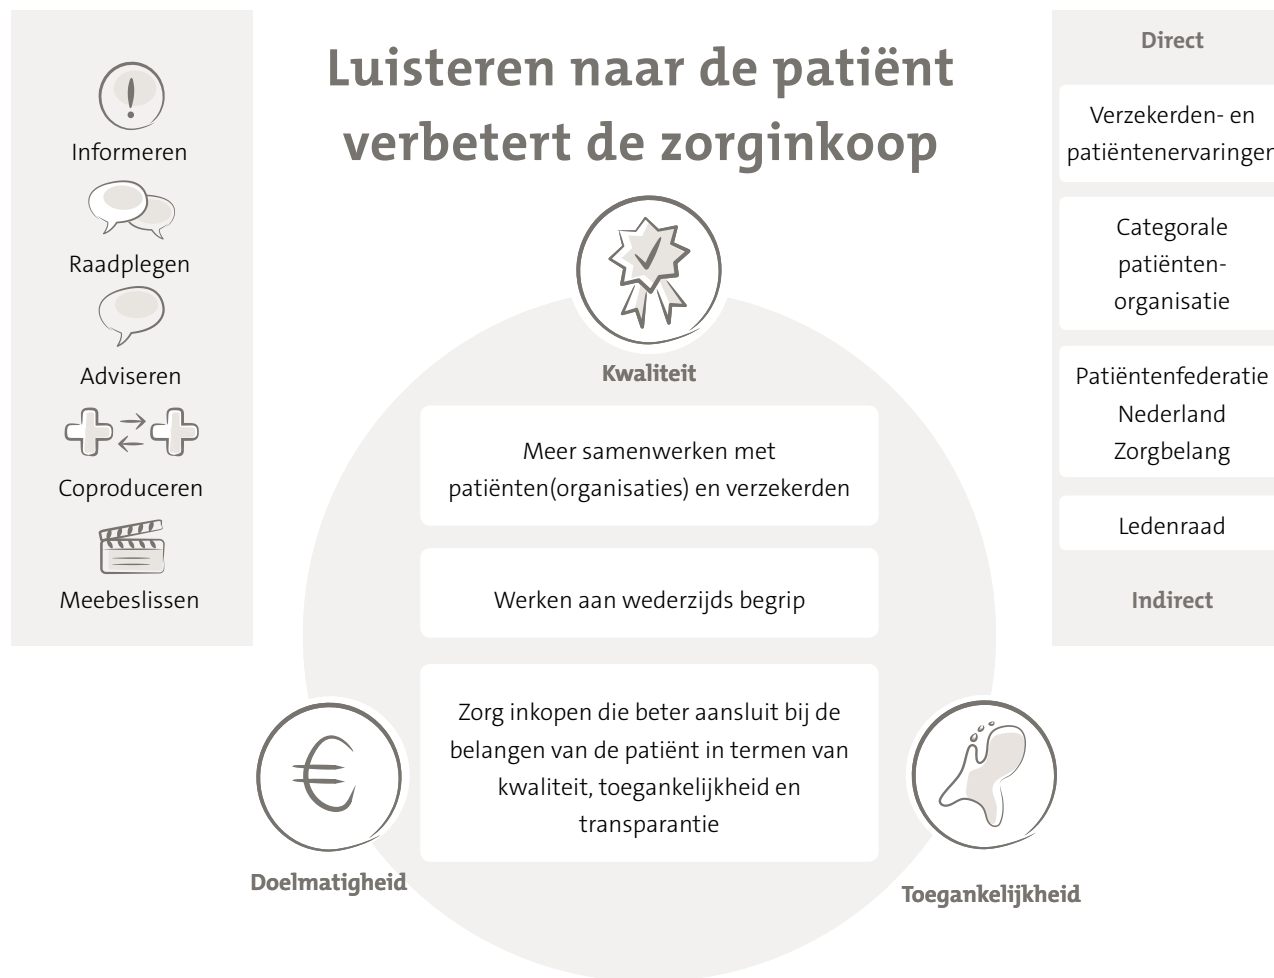 Luisteren naar de patiënt
verbetert de zorginkoop
Informeren
Raadplegen
Adviseren
Coproduceren
Meebeslissen
Kwaliteit
Meer samenwerken met
patiënten(organisaties) en verzekerden
Werken aan wederzijds begrip
Zorg inkopen die beter aansluit bij de
belangen van de patiënt in termen van
kwaliteit, toegankelijkheid en
transparantie
€
Doelmatigheid
Toegankelijkheid
Direct
Verzekerden- en
patiëntenervaringen
Categorale
patiënten-
organisatie
Patiëntenfederatie
Nederland
Zorgbelang
Ledenraad
Indirect